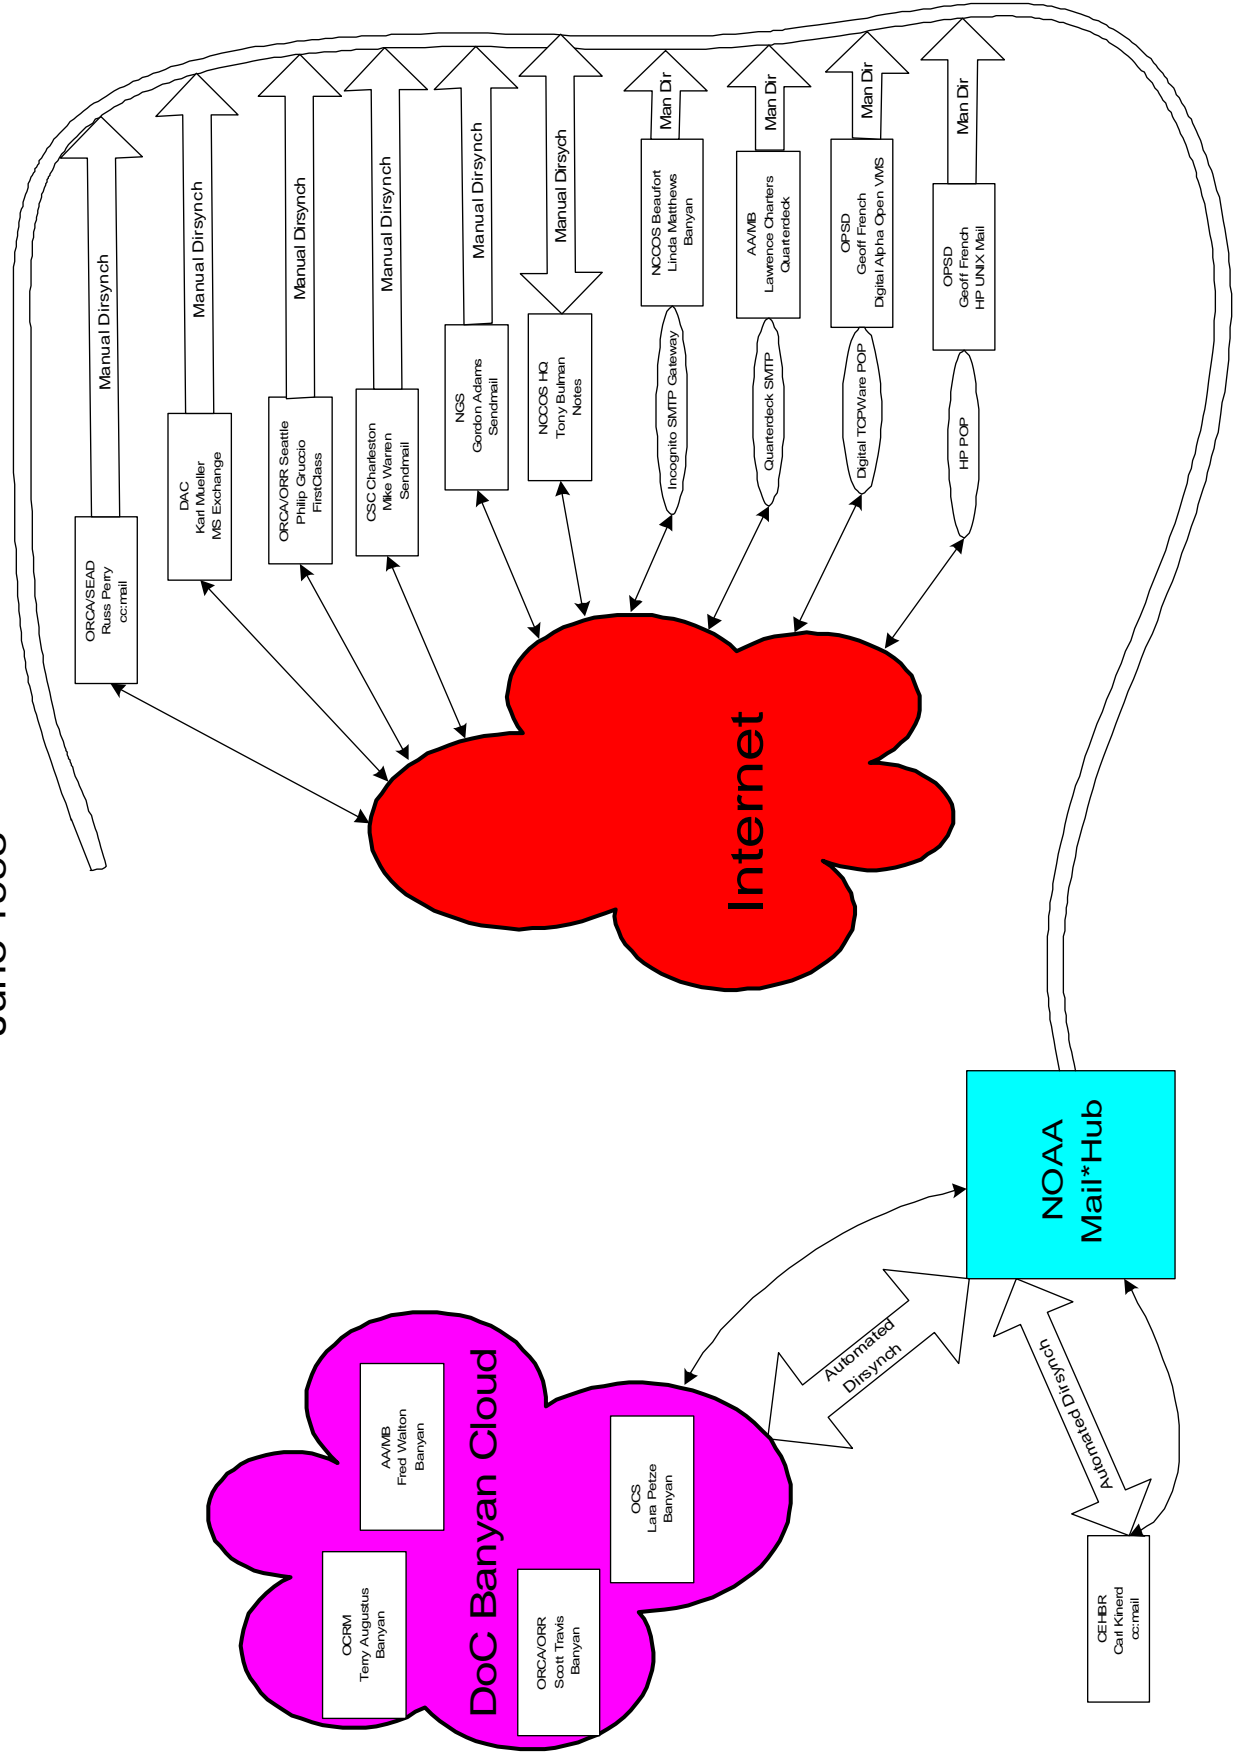 OCRM
Terry Augustus
Banyan
AA/MB
Fred Walton
Banyan
DoC Banyan Cloud
ORCA/ORR
Scott Travis
Banyan
OCS
Lara Petze
Banyan
Automated
Dirsynch
Automated Dirsynch
CEHBR
Carl Kinerd
cc:mail
NOAA
Mail*Hub
Internet
ORCA/SEAD
Russ Perry
cc:mail
Manual Dirsynch
DAC
Karl Mueller
MS Exchange
Manual Dirsynch
ORCA/ORR Seattle
Philip Gruccio
FirstClass
Manual Dirsynch
CSC Charleston
Mike Warren
Sendmail
Manual Dirsynch
NGS
Gordon Adams
Sendmail
Manual Dirsynch
NCCOS HQ
Tony Bulman
Notes
Manual Dirsych
Incognito SMTP Gateway
NCCOS Beaufort
Linda Matthews
Banyan
Man Dir
Quarterdeck SMTP
AA/MB
Lawrence Charters
Quarterdeck
Man Dir
Digital TCPWare POP
OPSD
Geoff French
Digital Alpha Open VMS
Man Dir
HP POP
OPSD
Geoff French
HP UNIX Mail
Man Dir